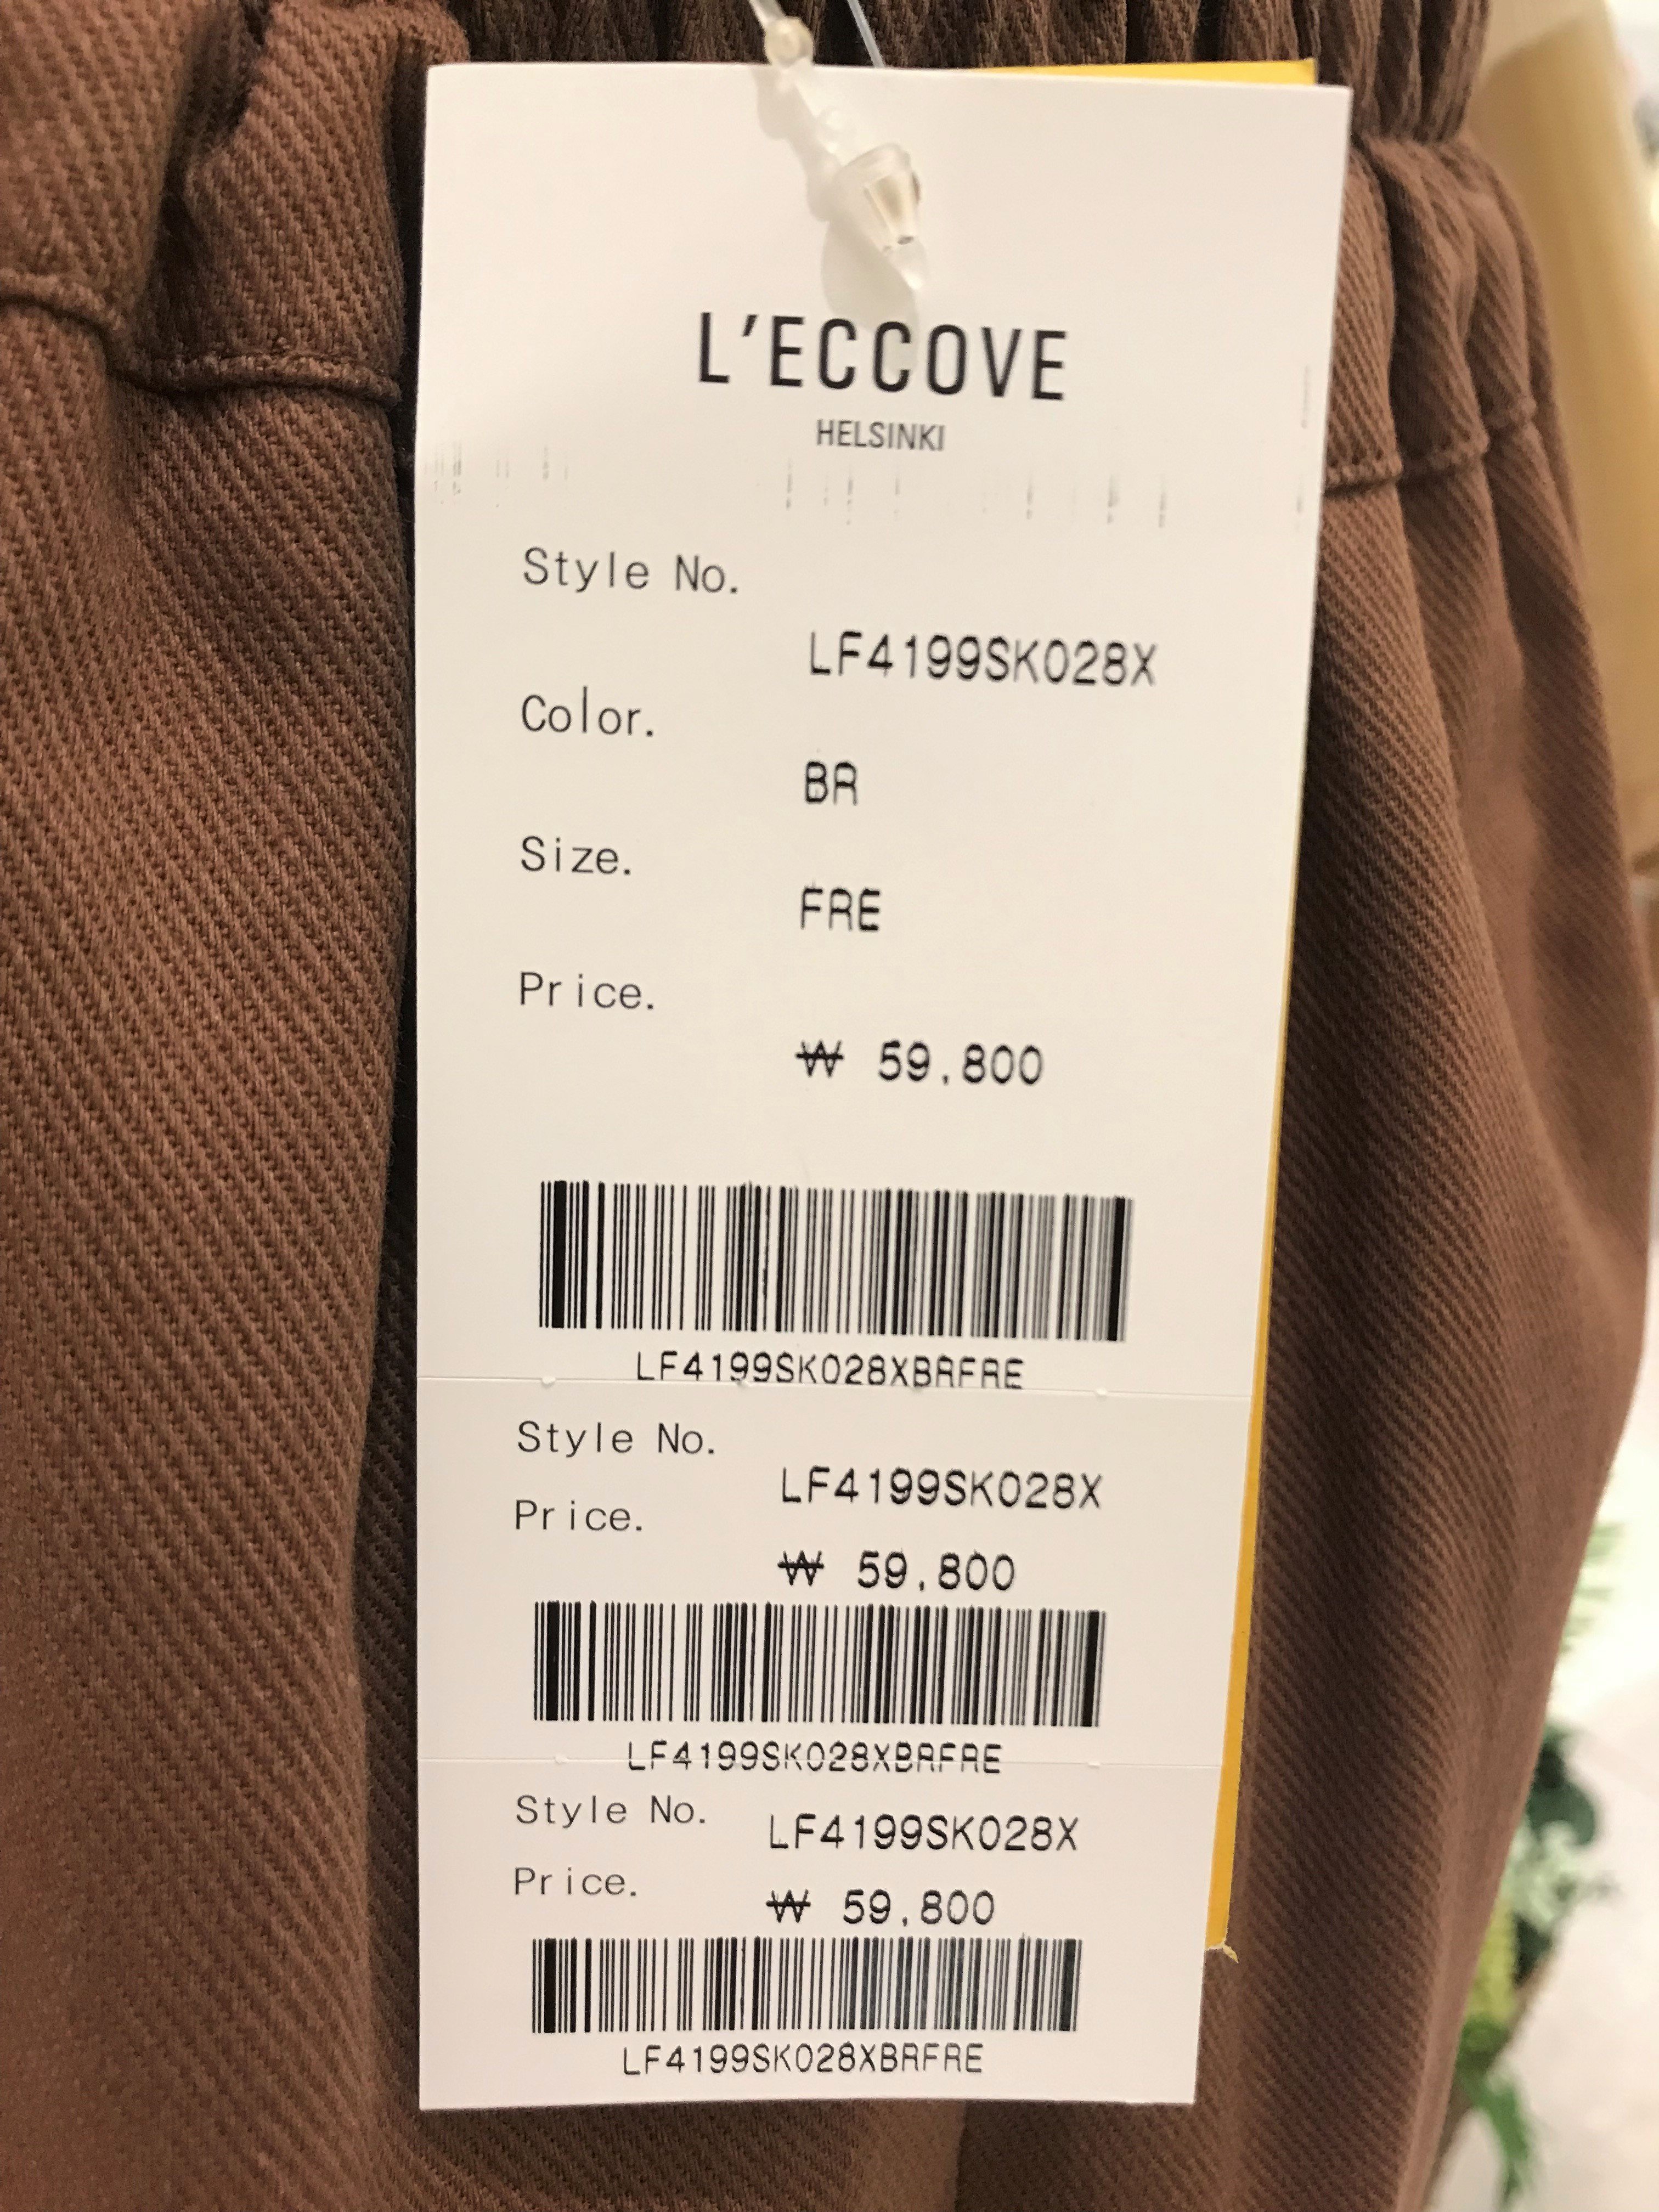 L'ECCOVE
HELSINKI
Style No.
LF4199SK028X
Color.
BR
Size.
FRE
Price.
₩ 59,800
LF4199SK028XBRFRE
Style No.
LF4199SK028X
Price.
₩ 59,800
LF4199SK028XBRFRE
Style No.
LF4199SK028X
Price.
₩ 59,800
LF4199SK028XBRFRE